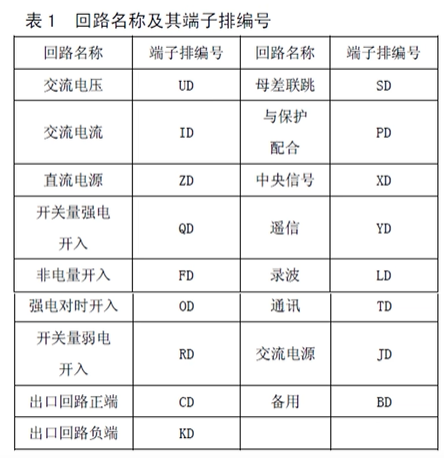 表1 回路名称及其端子排编号
回路名称 端子排编号 回路名称 端子排编号
交流电压 UD 母差联跳 SD
交流电流 ID 与保护
配合 PD
直流电源 ZD 中央信号 XD
开关量强电
开入 QD 遥信 YD
非电量开入 FD 录波 LD
强电对时开入 OD 通讯 TD
开关量弱电
开入 RD 交流电源 JD
出口回路正端 CD 备用 BD
出口回路负端 KD